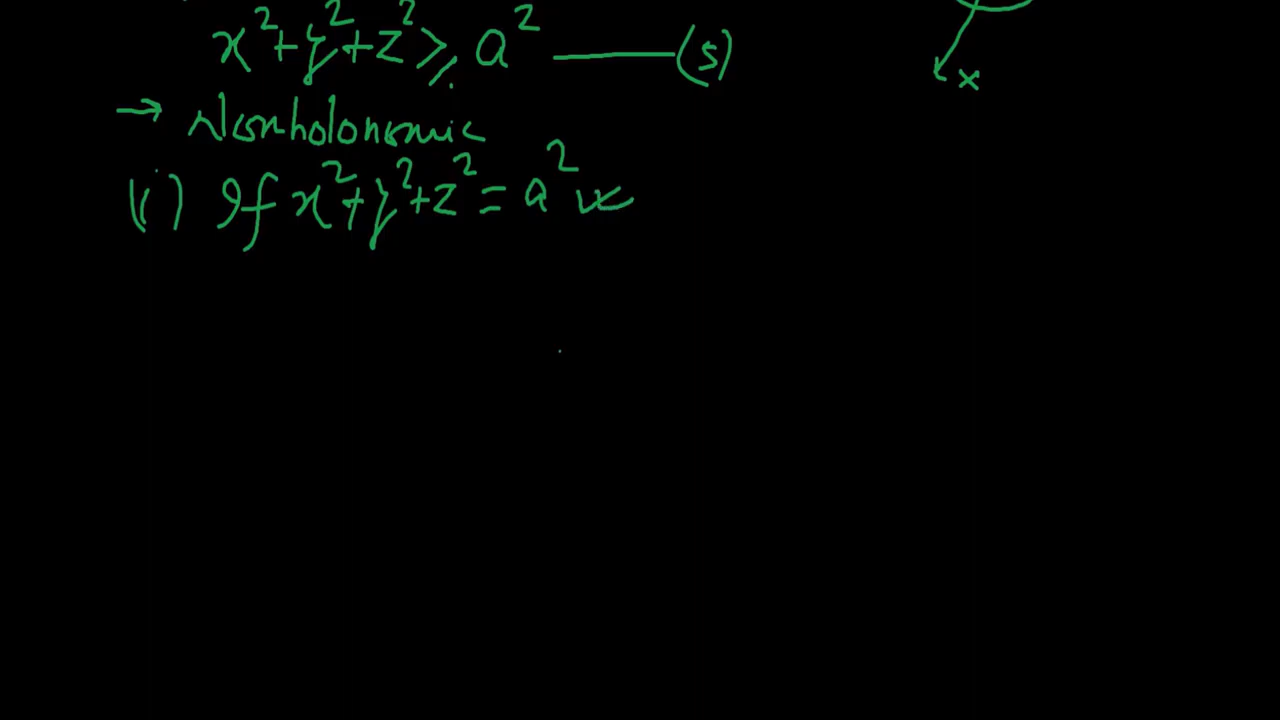 x²+y²+z² ⩾ a² —— (5)
x
→ Nonholonomic
(i) If x²+y²+z² = a²